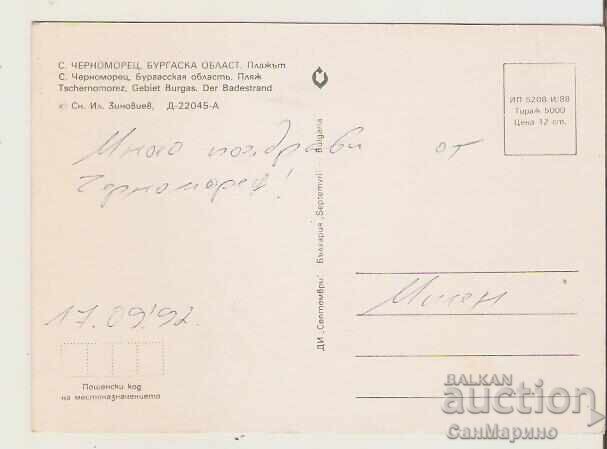 С. ЧЕРНОМОРЕЦ, БУРГАСКА ОБЛАСТ. Плажът
С. Черноморец, Бургасская область. Пляж
Tschernomorez, Gebiet Burgas. Der Badestrand
© Сн. Ил. Зиновиев, Д-22045-А
ИП 5208 И/88
Тираж 5000
Цена 12 ст.
Много поздрави от
Черноморец!
ДИ „Септември“ България „Septemvri“ Bulgaria
Милен
17.09.'92.
Пощенски код
на местоназначението
BALKAN
auction
СанМарино